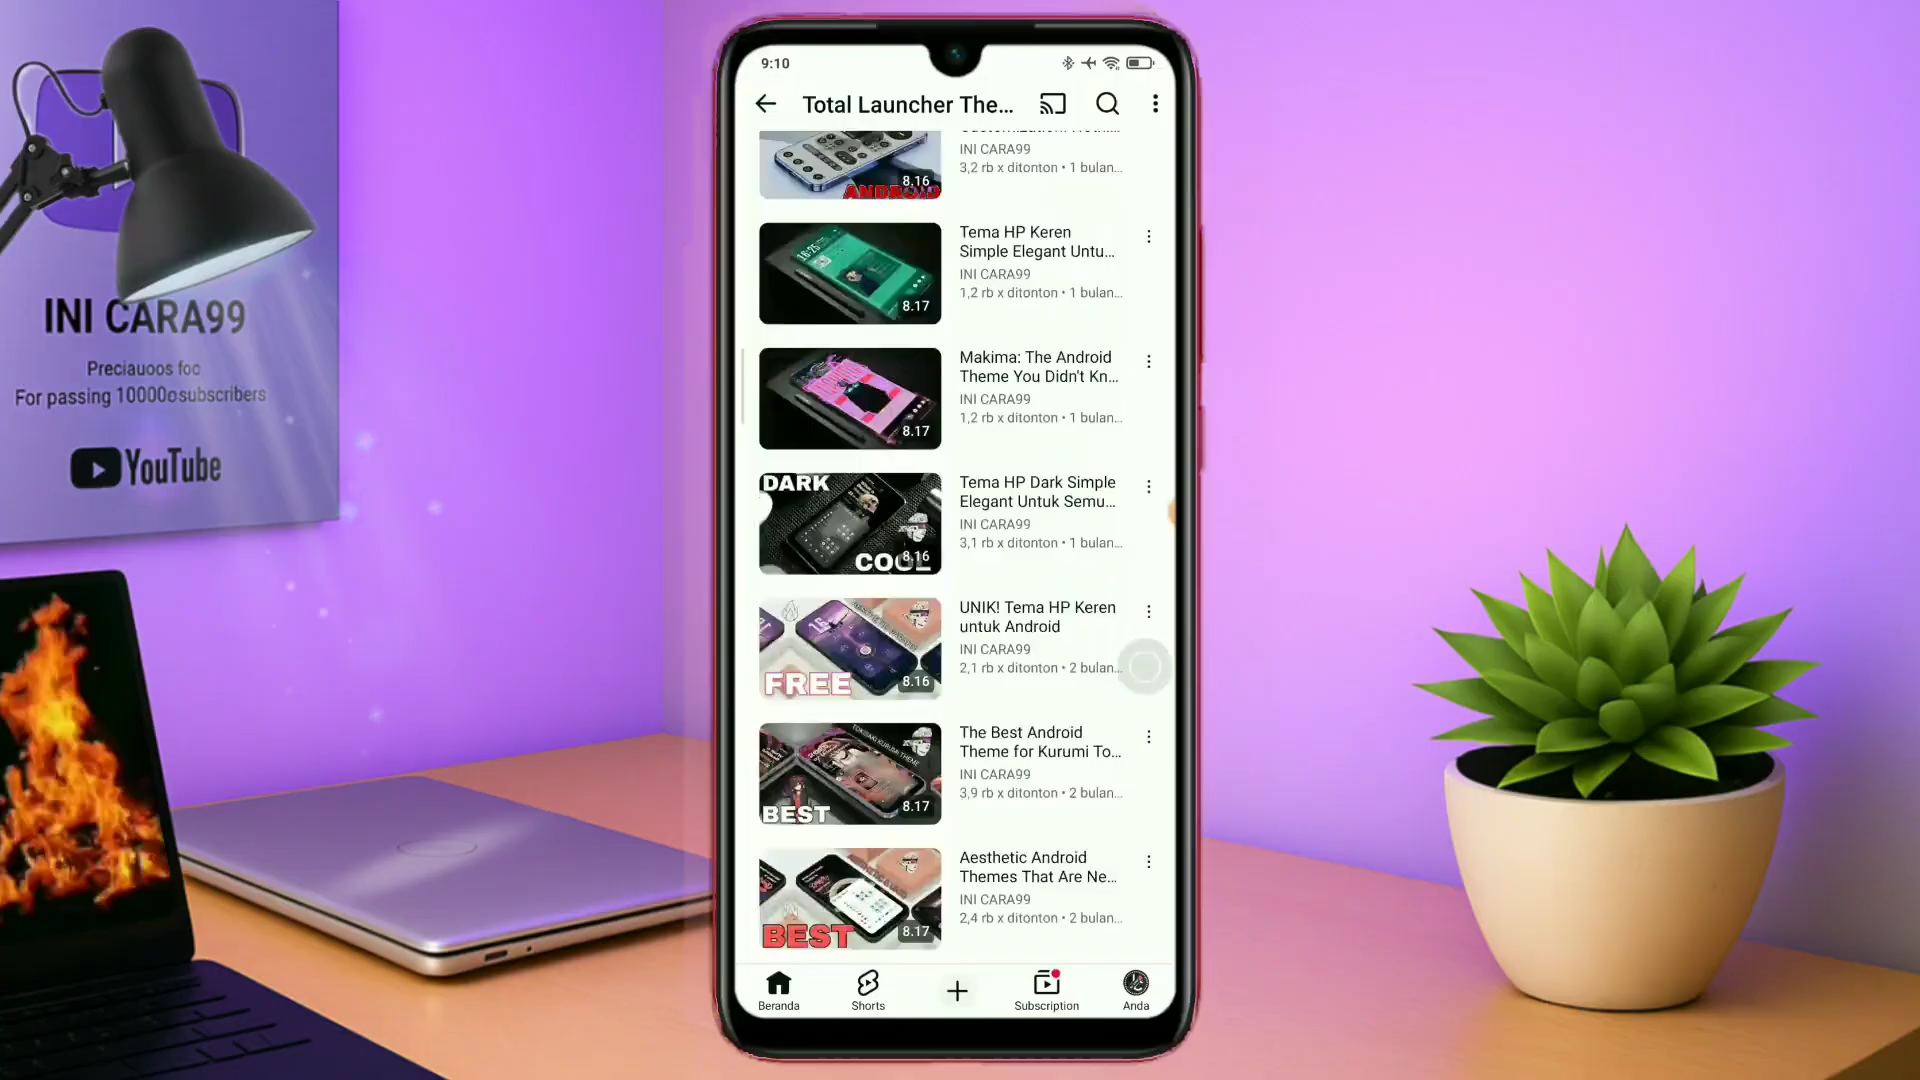 INI CARA99
Preciauoos foc
For passing 10000osubscribers
YouTube
9:10
Total Launcher The...
INI CARA99
3,2 rb x ditonton • 1 bulan...
8.16
ANDROID
Tema HP Keren
Simple Elegant Untu...
INI CARA99
1,2 rb x ditonton • 1 bulan...
16:25
8.17
Makima: The Android
Theme You Didn't Kn...
INI CARA99
1,2 rb x ditonton • 1 bulan...
8.17
DARK
COOL
8.16
Tema HP Dark Simple
Elegant Untuk Semu...
INI CARA99
3,1 rb x ditonton • 1 bulan...
FREE
8.16
UNIK! Tema HP Keren
untuk Android
INI CARA99
2,1 rb x ditonton • 2 bulan...
TOKISAKI KURUMI THEME
BEST
8.17
The Best Android
Theme for Kurumi To...
INI CARA99
3,9 rb x ditonton • 2 bulan...
BEST
8.17
Aesthetic Android
Themes That Are Ne...
INI CARA99
2,4 rb x ditonton • 2 bulan...
Beranda
Shorts
Subscription
Anda